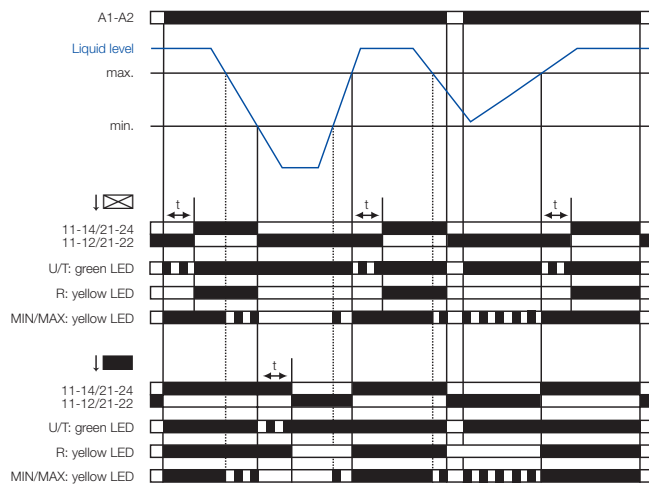 A1-A2
Liquid level
max.
min.
t t t
11-14/21-24
11-12/21-22
U/T: green LED
R: yellow LED
MIN/MAX: yellow LED
t
11-14/21-24
11-12/21-22
U/T: green LED
R: yellow LED
MIN/MAX: yellow LED